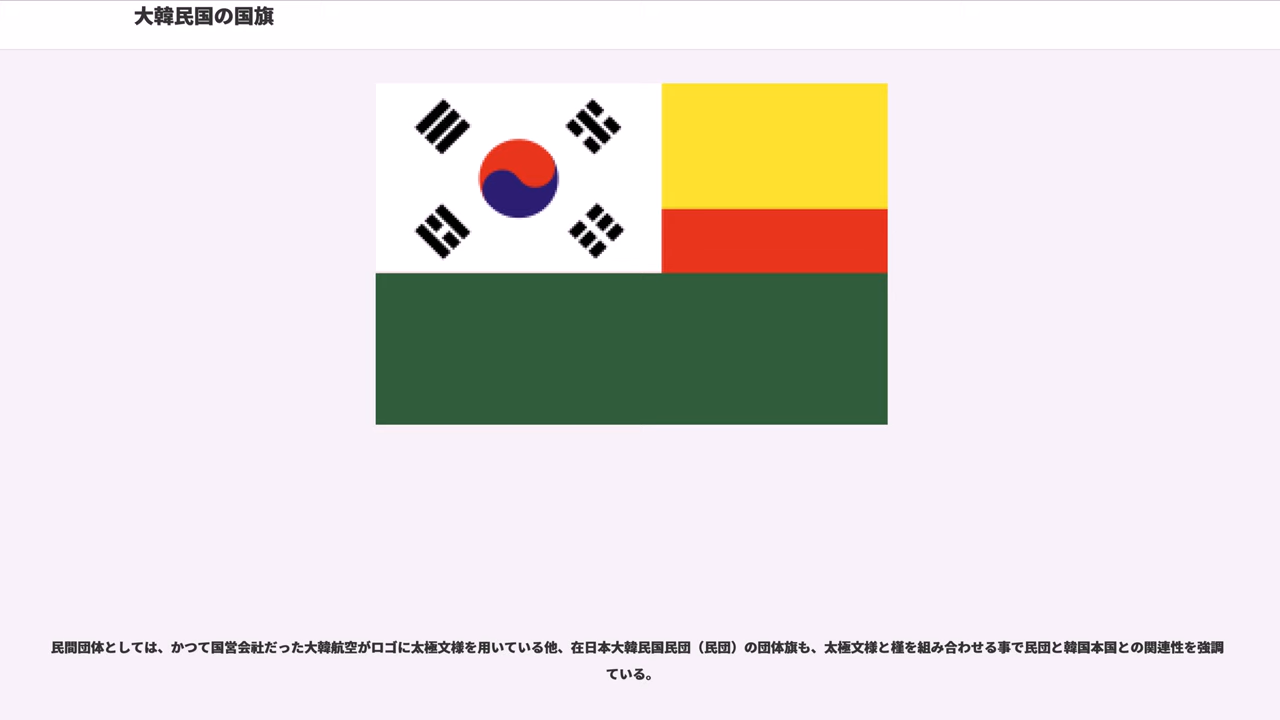 大韓民国の国旗
民間団体としては、かつて国営会社だった大韓航空がロゴに太極文様を用いている他、在日本大韓民国民団（民団）の団体旗も、太極文様と槿を組み合わせる事で民団と韓国本国との関連性を強調
ている。